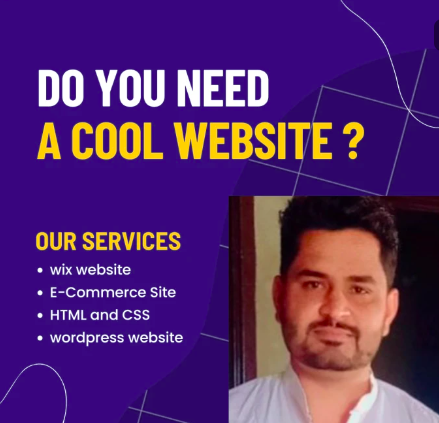 DO YOU NEED
A COOL WEBSITE ?
OUR SERVICES
• wix website
• E-Commerce Site
• HTML and CSS
• wordpress website